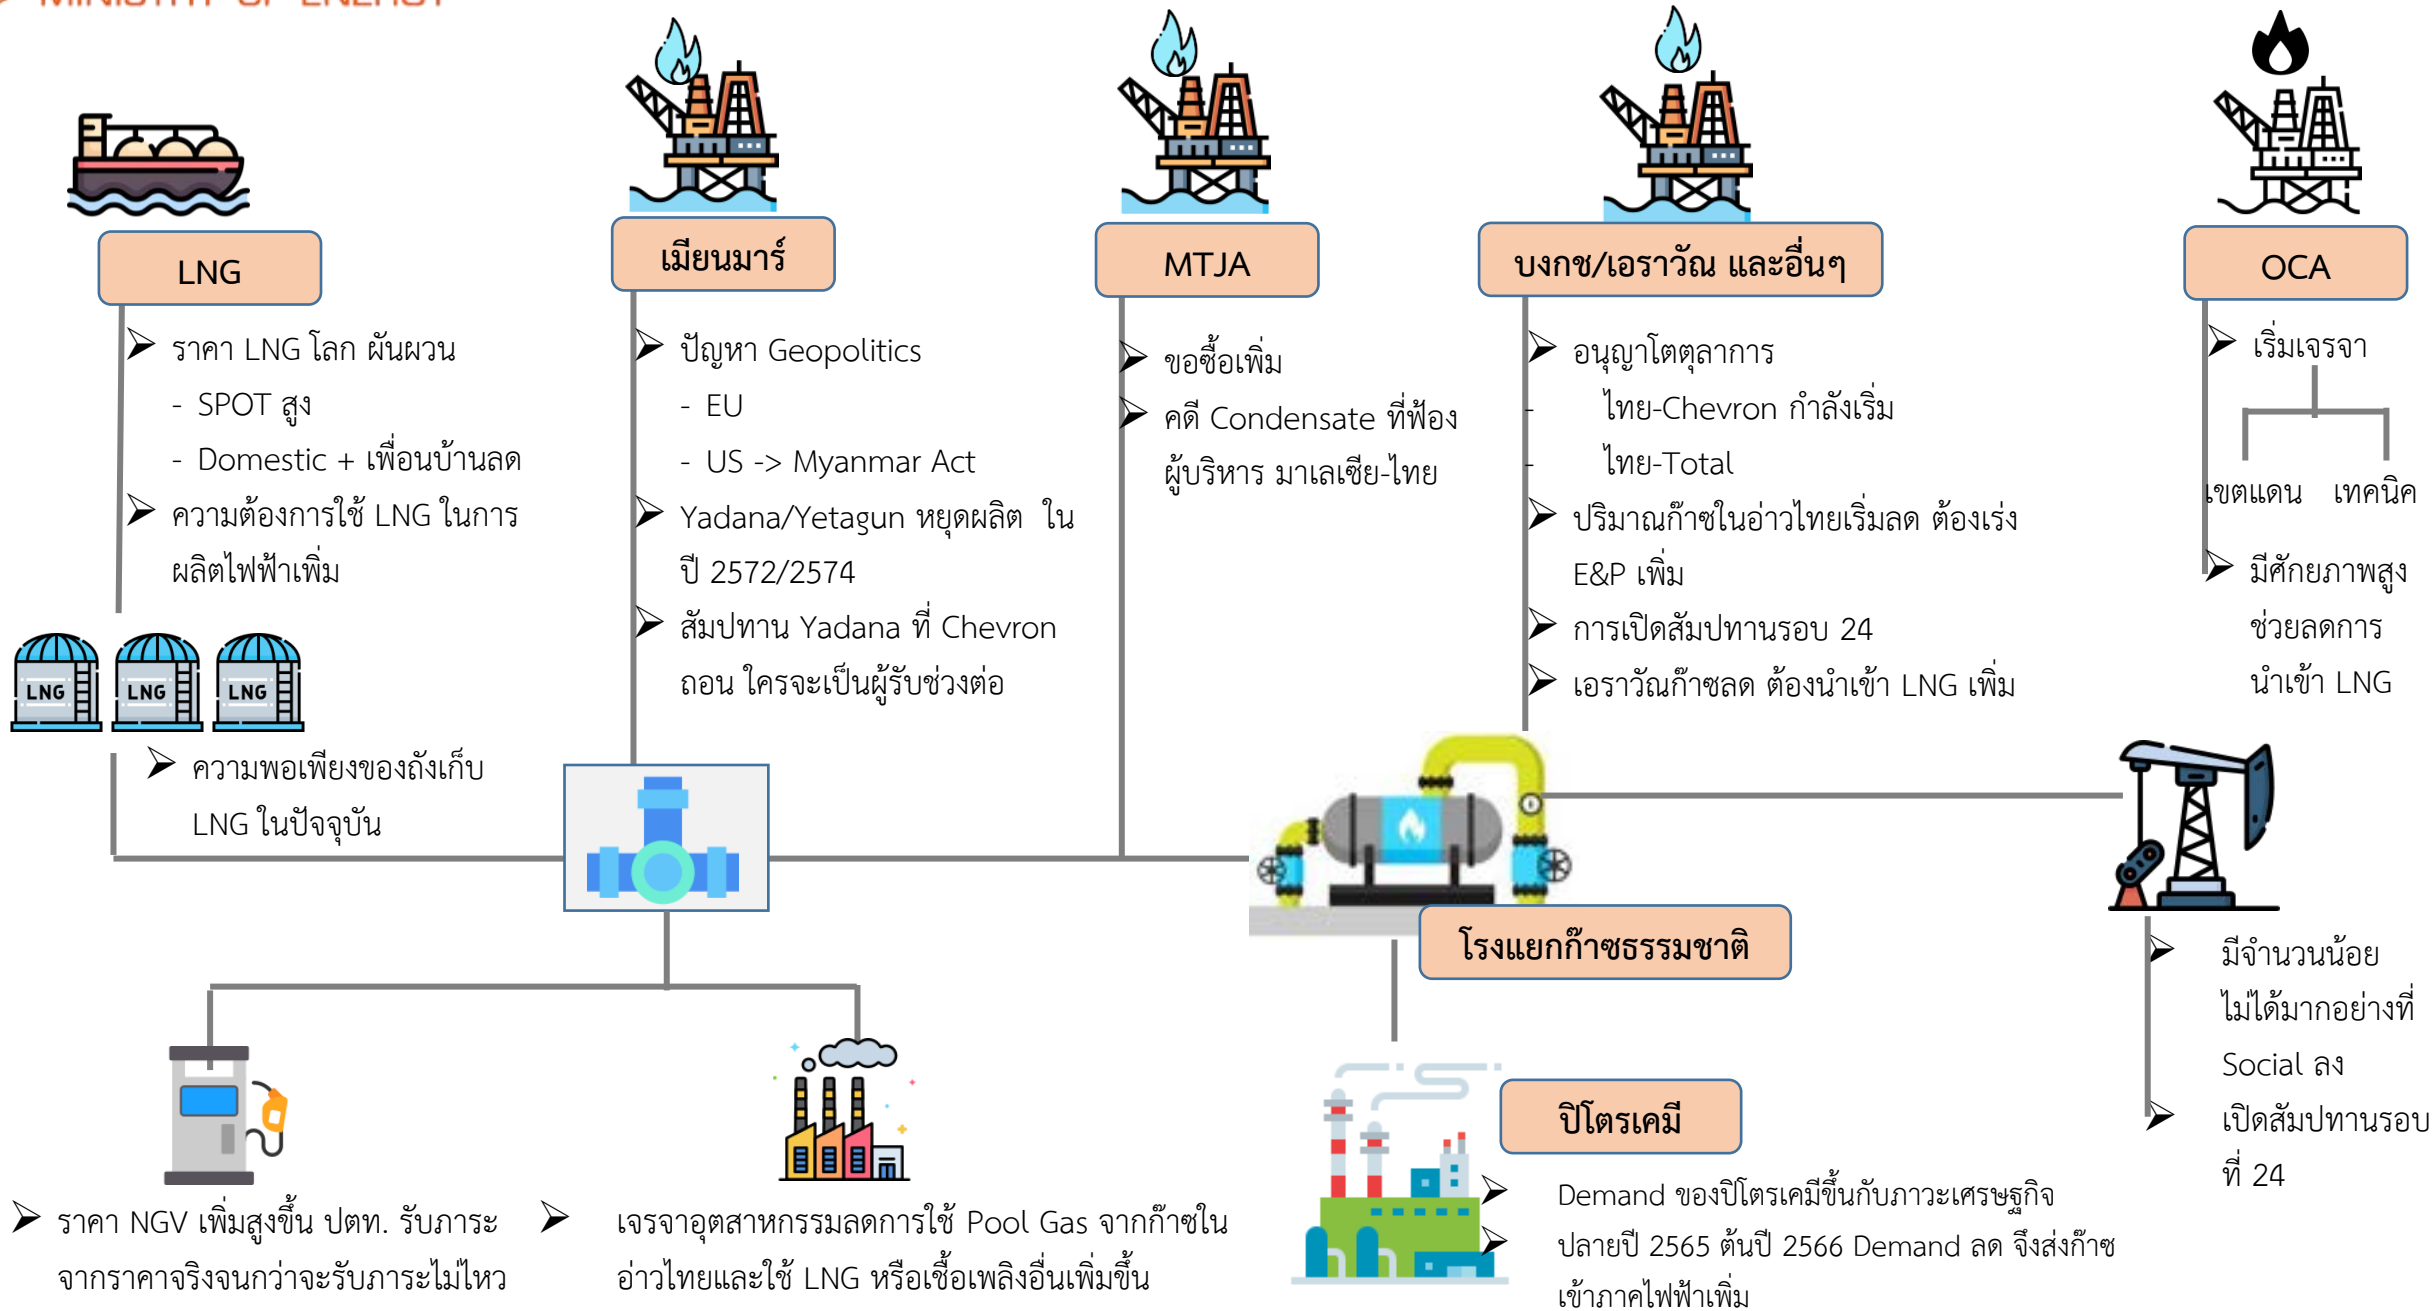 MINISTRY OF ENERGY
LNG
ราคา LNG โลก ผันผวน
- SPOT สูง
- Domestic + เพื่อนบ้านลด
ความต้องการใช้ LNG ในการ
ผลิตไฟฟ้าเพิ่ม
LNG
LNG
LNG
ความพอเพียงของถังเก็บ
LNG ในปัจจุบัน
เมียนมาร์
ปัญหา Geopolitics
- EU
- US -> Myanmar Act
Yadana/Yetagun หยุดผลิต ใน
ปี 2572/2574
สัมปทาน Yadana ที่ Chevron
ถอน ใครจะเป็นผู้รับช่วงต่อ
MTJA
ขอซื้อเพิ่ม
คดี Condensate ที่ฟ้อง
ผู้บริหาร มาเลเซีย-ไทย
บงกช/เอราวัณ และอื่นๆ
อนุญาโตตุลาการ
- ไทย-Chevron กำลังเริ่ม
- ไทย-Total
ปริมาณก๊าซในอ่าวไทยเริ่มลด ต้องเร่ง
E&P เพิ่ม
การเปิดสัมปทานรอบ 24
เอราวัณก๊าซลด ต้องนำเข้า LNG เพิ่ม
OCA
เริ่มเจรจา
เขตแดน เทคนิค
มีศักยภาพสูง
ช่วยลดการ
นำเข้า LNG
โรงแยกก๊าซธรรมชาติ
มีจำนวนน้อย
ไม่ได้มากอย่างที่
Social ลง
เปิดสัมปทานรอบ
ที่ 24
ราคา NGV เพิ่มสูงขึ้น ปตท. รับภาระ
จากราคาจริงจนกว่าจะรับภาระไม่ไหว
เจรจาอุตสาหกรรมลดการใช้ Pool Gas จากก๊าซใน
อ่าวไทยและใช้ LNG หรือเชื้อเพลิงอื่นเพิ่มขึ้น
ปิโตรเคมี
Demand ของปิโตรเคมีขึ้นกับภาวะเศรษฐกิจ
ปลายปี 2565 ต้นปี 2566 Demand ลด จึงส่งก๊าซ
เข้าภาคไฟฟ้าเพิ่ม